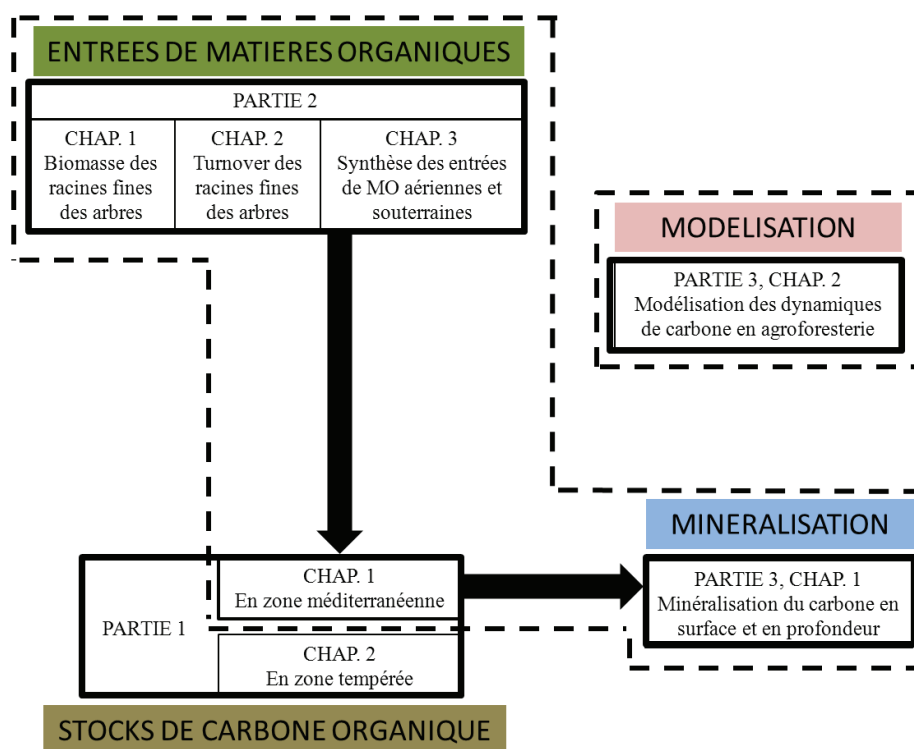 ENTREES DE MATIERES ORGANIQUES
PARTIE 2
CHAP. 1
Biomasse des
racines fines
des arbres
CHAP. 2
Turnover des
racines fines
des arbres
CHAP. 3
Synthèse des entrées
de MO aériennes et
souterraines
MODELISATION
PARTIE 3, CHAP. 2
Modélisation des dynamiques
de carbone en agroforesterie
MINERALISATION
PARTIE 3, CHAP. 1
Minéralisation du carbone en
surface et en profondeur
PARTIE 1
CHAP. 1
En zone méditerranéenne
CHAP. 2
En zone tempérée
STOCKS DE CARBONE ORGANIQUE